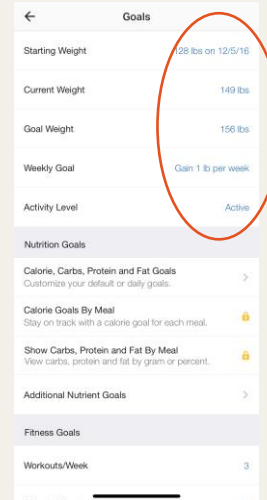 Goals
Starting Weight 128 lbs on 12/5/16
Current Weight 149 lbs
Goal Weight 156 lbs
Weekly Goal Gain 1 lb per week
Activity Level Active
Nutrition Goals
Calorie, Carbs, Protein and Fat Goals
Customize your default or daily goals.
Calorie Goals By Meal
Stay on track with a calorie goal for each meal.
Show Carbs, Protein and Fat By Meal
View carbs, protein and fat by gram or percent.
Additional Nutrient Goals
Fitness Goals
Workouts/Week 3